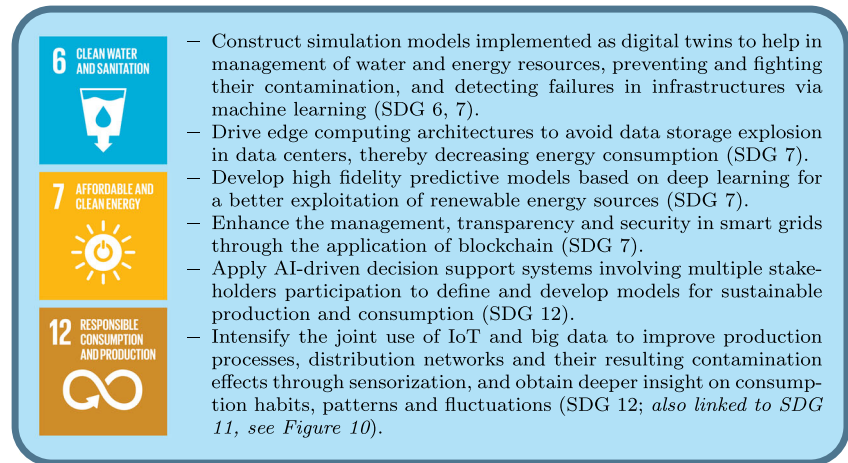 6 CLEAN WATER
AND SANITATION
7 AFFORDABLE AND
CLEAN ENERGY
12 RESPONSIBLE
CONSUMPTION
AND PRODUCTION
– Construct simulation models implemented as digital twins to help in
management of water and energy resources, preventing and fighting
their contamination, and detecting failures in infrastructures via
machine learning (SDG 6, 7).
– Drive edge computing architectures to avoid data storage explosion
in data centers, thereby decreasing energy consumption (SDG 7).
– Develop high fidelity predictive models based on deep learning for
a better exploitation of renewable energy sources (SDG 7).
– Enhance the management, transparency and security in smart grids
through the application of blockchain (SDG 7).
– Apply AI-driven decision support systems involving multiple stake-
holders participation to define and develop models for sustainable
production and consumption (SDG 12).
– Intensify the joint use of IoT and big data to improve production
processes, distribution networks and their resulting contamination
effects through sensorization, and obtain deeper insight on consump-
tion habits, patterns and fluctuations (SDG 12; also linked to SDG
11, see Figure 10).